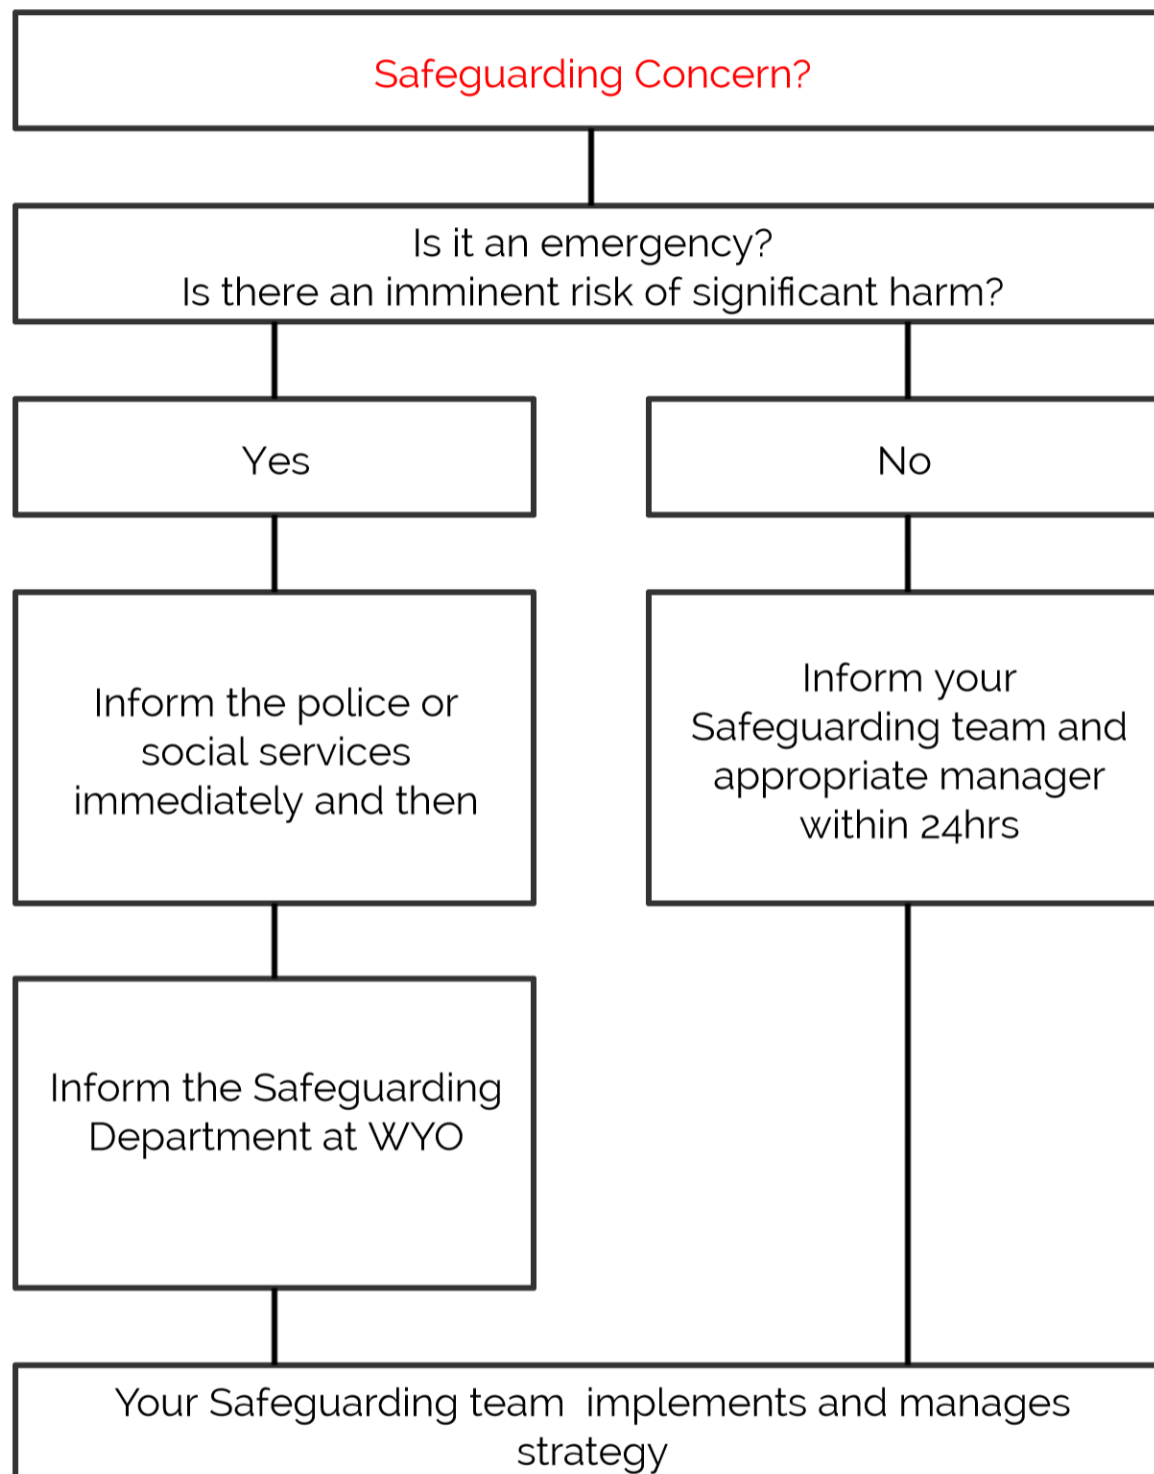 Safeguarding Concern?
Is it an emergency?
Is there an imminent risk of significant harm?
Yes
No
Inform the police or
social services
immediately and then
Inform your
Safeguarding team and
appropriate manager
within 24hrs
Inform the Safeguarding
Department at WYO
Your Safeguarding team  implements and manages
strategy